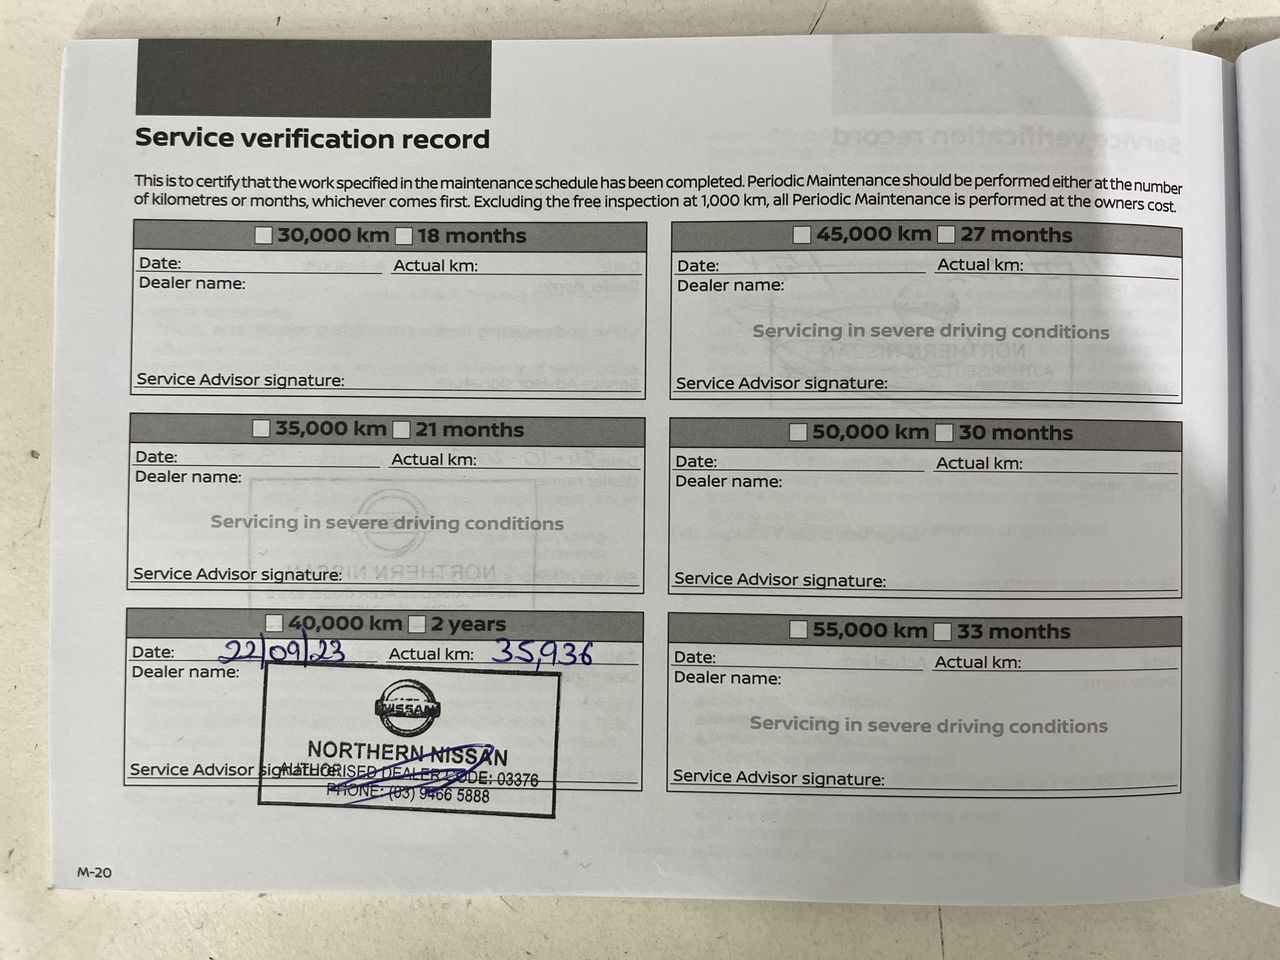 Service verification record
This is to certify that the work specified in the maintenance schedule has been completed. Periodic Maintenance should be performed either at the number
of kilometres or months, whichever comes first. Excluding the free inspection at 1,000 km, all Periodic Maintenance is performed at the owners cost.
30,000 km 18 months
Date: Actual km:
Dealer name:
Service Advisor signature:
35,000 km 21 months
Date: Actual km:
Dealer name:
Servicing in severe driving conditions
Service Advisor signature:
40,000 km 2 years
Date: 22/09/23 Actual km: 35,936
Dealer name:
NISSAN
NORTHERN NISSAN
Service Advisor signature:
AUTHORISED DEALER CODE: 03376
PHONE: (03) 9466 5888
45,000 km 27 months
Date: Actual km:
Dealer name:
Servicing in severe driving conditions
Service Advisor signature:
50,000 km 30 months
Date: Actual km:
Dealer name:
Service Advisor signature:
55,000 km 33 months
Date: Actual km:
Dealer name:
Servicing in severe driving conditions
Service Advisor signature:
M-20